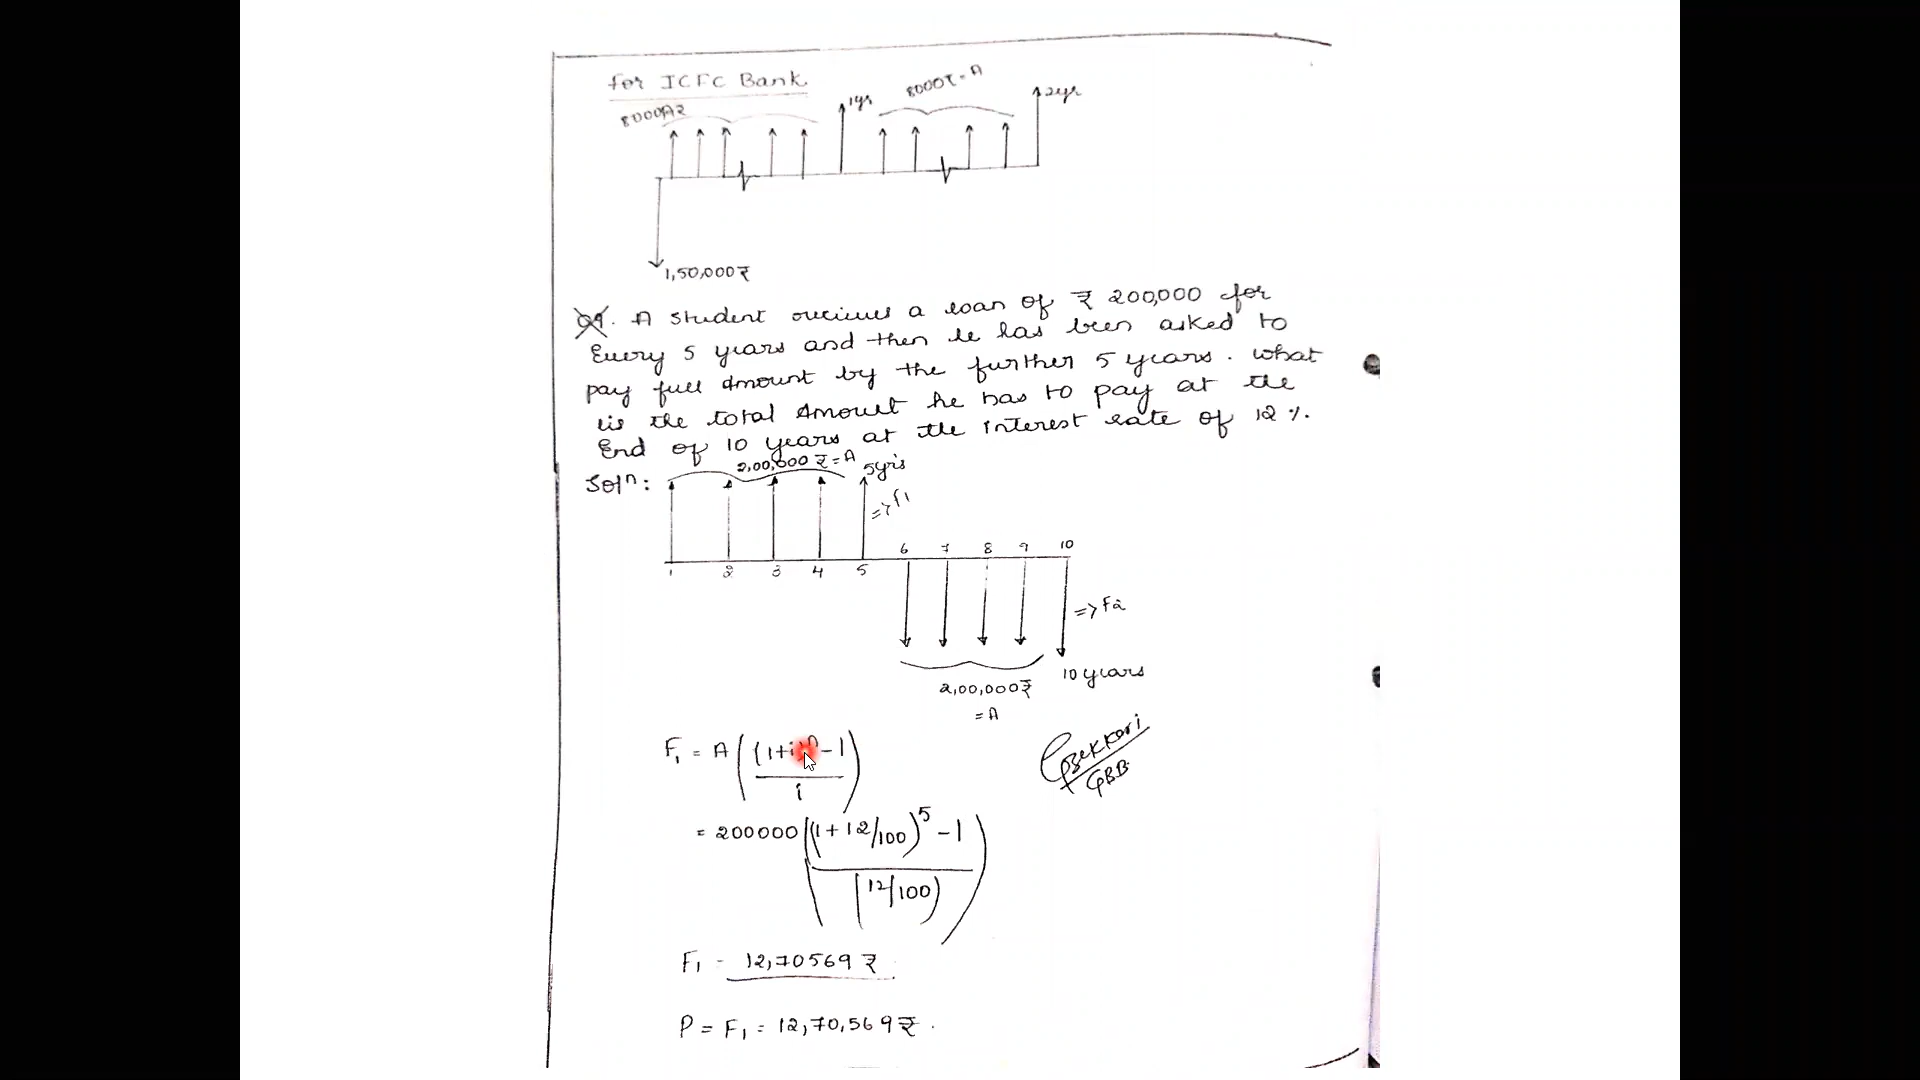 for ICFC Bank
8000₹=A
1yr
2yr
1,50,000₹
Q9. A student recieves a loan of ₹ 200,000 for
Every 5 years and then he has been asked to
pay full Amount by the further 5 years. What
is the total Amount he has to pay at the
End of 10 years at the interest rate of 12%.
2,00,000 ₹=A
5yrs
Solⁿ:
=> F1
6 7 8 9 10
1 2 3 4 5
=> F2
10 years
2,00,000₹
= A
F₁ = A ( (1+i)ⁿ - 1 / i )
Bekkari
GBB
= 200000 ( (1 + 12/100)⁵ - 1 / (12/100) )
F₁ = 12,70569 ₹
P = F₁ = 12,70,569₹.